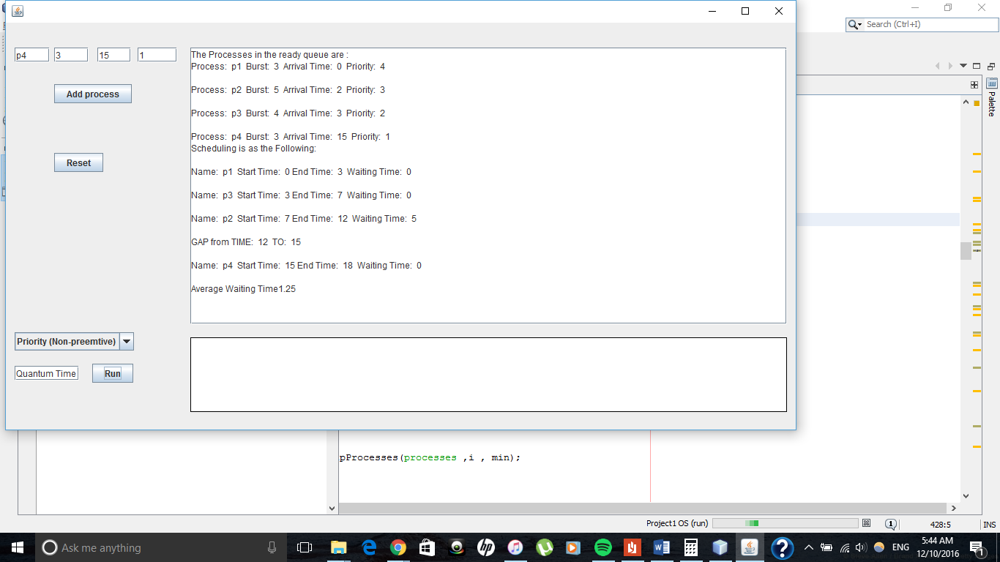 Search (Ctrl+I)
p4 3 15 1
Add process
Reset
The Processes in the ready queue are :
Process: p1 Burst: 3 Arrival Time: 0 Priority: 4
Process: p2 Burst: 5 Arrival Time: 2 Priority: 3
Process: p3 Burst: 4 Arrival Time: 3 Priority: 2
Process: p4 Burst: 3 Arrival Time: 15 Priority: 1
Scheduling is as the Following:
Name: p1 Start Time: 0 End Time: 3 Waiting Time: 0
Name: p3 Start Time: 3 End Time: 7 Waiting Time: 0
Name: p2 Start Time: 7 End Time: 12 Waiting Time: 5
GAP from TIME: 12 TO: 15
Name: p4 Start Time: 15 End Time: 18 Waiting Time: 0
Average Waiting Time1.25
Priority (Non-preemtive)
Quantum Time
Run
Palette
pProcesses(processes ,i , min);
Project1 OS (run)
1
428:5
INS
Ask me anything
hp
ENG
5:44 AM
12/10/2016
1